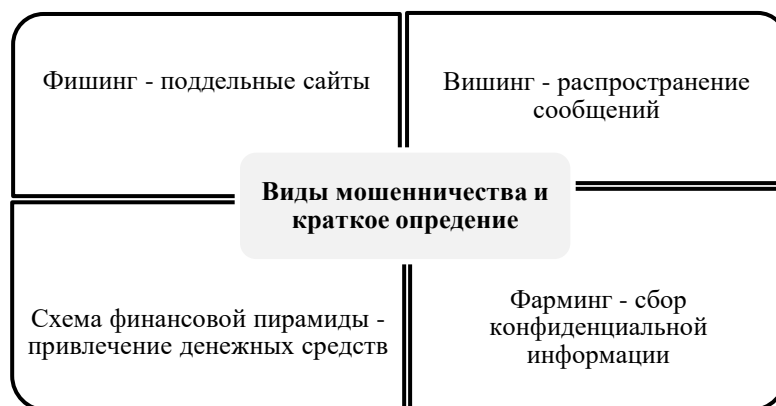 Фишинг - поддельные сайты
Вишинг - распространение
сообщений
Виды мошенничества и
краткое опредение
Схема финансовой пирамиды -
привлечение денежных средств
Фарминг - сбор
конфиденциальной
информации